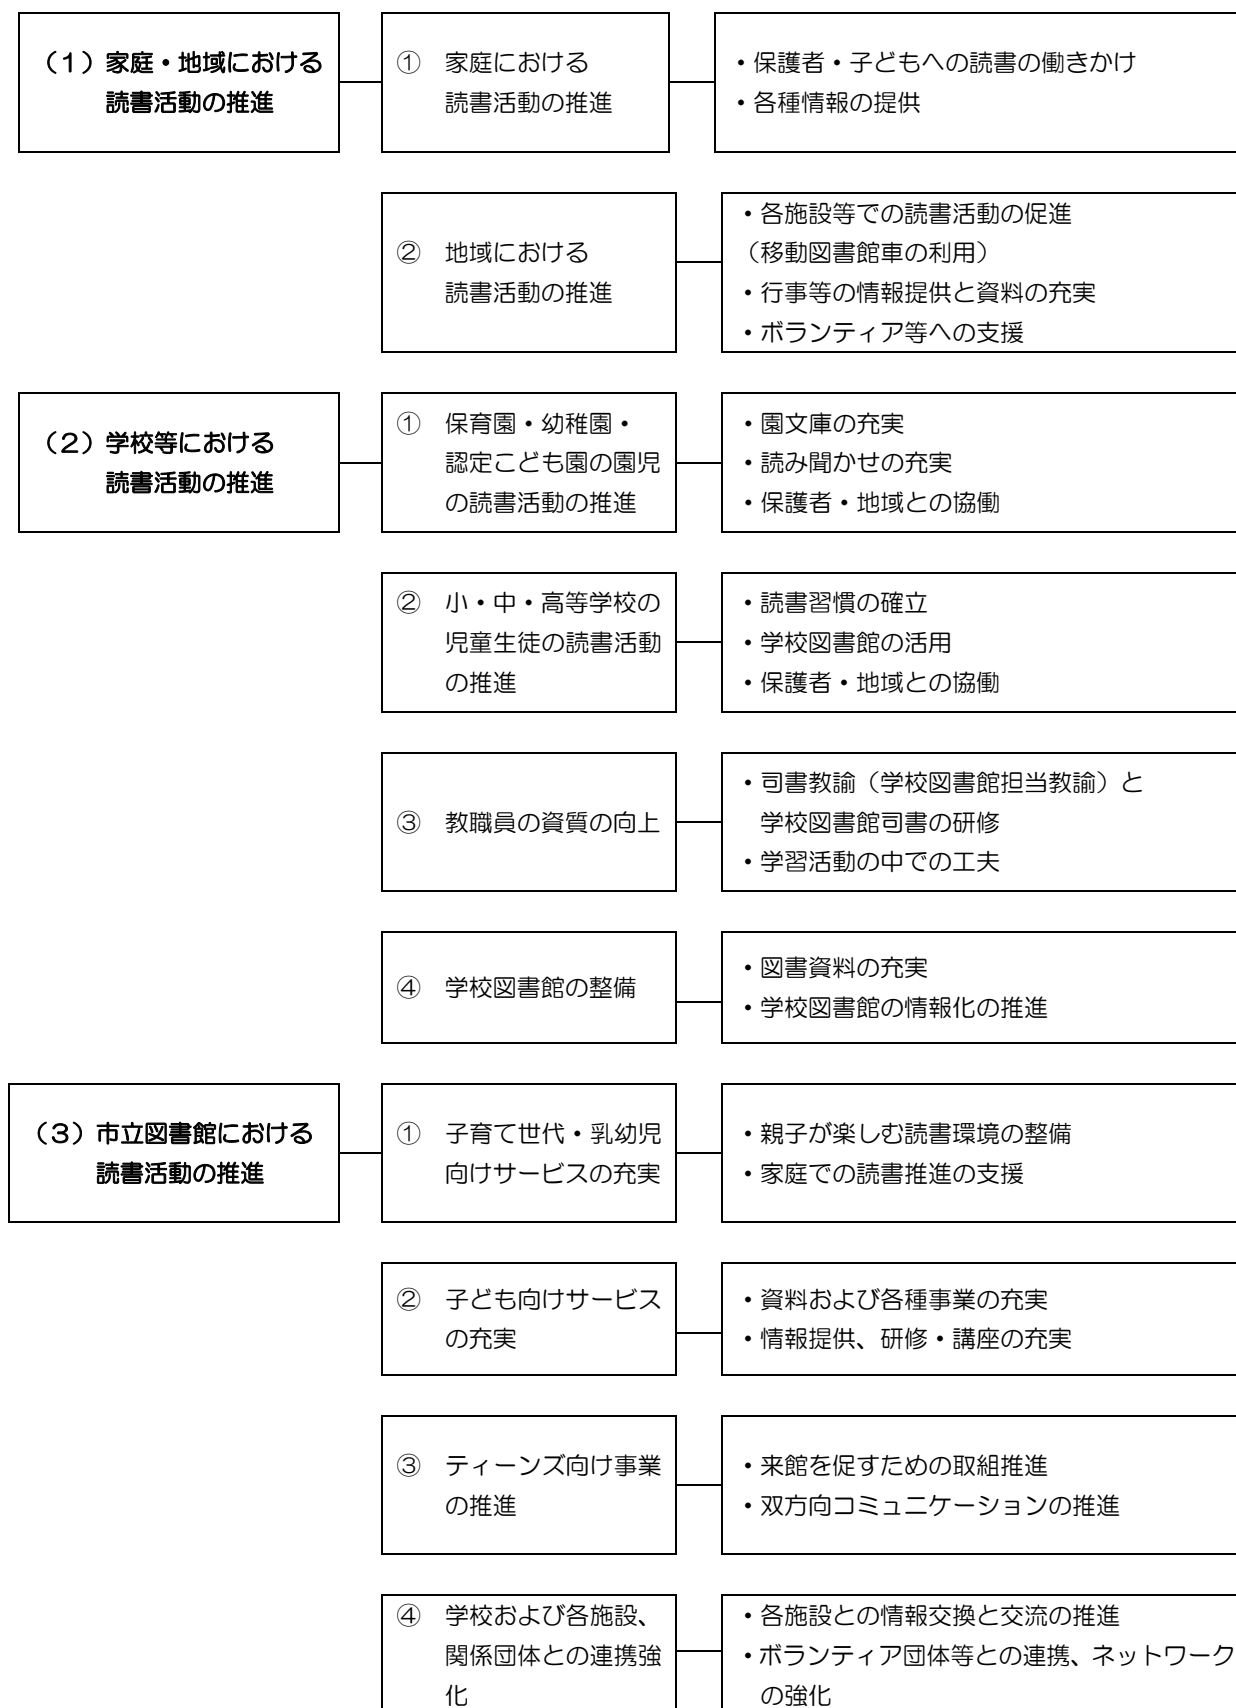 （１）家庭・地域における
読書活動の推進
①　家庭における
読書活動の推進
・保護者・子どもへの読書の働きかけ
・各種情報の提供
②　地域における
読書活動の推進
・各施設等での読書活動の促進
（移動図書館車の利用）
・行事等の情報提供と資料の充実
・ボランティア等への支援
（２）学校等における
読書活動の推進
①　保育園・幼稚園・
認定こども園の園児
の読書活動の推進
・園文庫の充実
・読み聞かせの充実
・保護者・地域との協働
②　小・中・高等学校の
児童生徒の読書活動
の推進
・読書習慣の確立
・学校図書館の活用
・保護者・地域との協働
③　教職員の資質の向上
・司書教諭（学校図書館担当教諭）と
学校図書館司書の研修
・学習活動の中での工夫
④　学校図書館の整備
・図書資料の充実
・学校図書館の情報化の推進
（３）市立図書館における
読書活動の推進
①　子育て世代・乳幼児
向けサービスの充実
・親子が楽しむ読書環境の整備
・家庭での読書推進の支援
②　子ども向けサービス
の充実
・資料および各種事業の充実
・情報提供、研修・講座の充実
③　ティーンズ向け事業
の推進
・来館を促すための取組推進
・双方向コミュニケーションの推進
④　学校および各施設、
関係団体との連携強
化
・各施設との情報交換と交流の推進
・ボランティア団体等との連携、ネットワーク
の強化